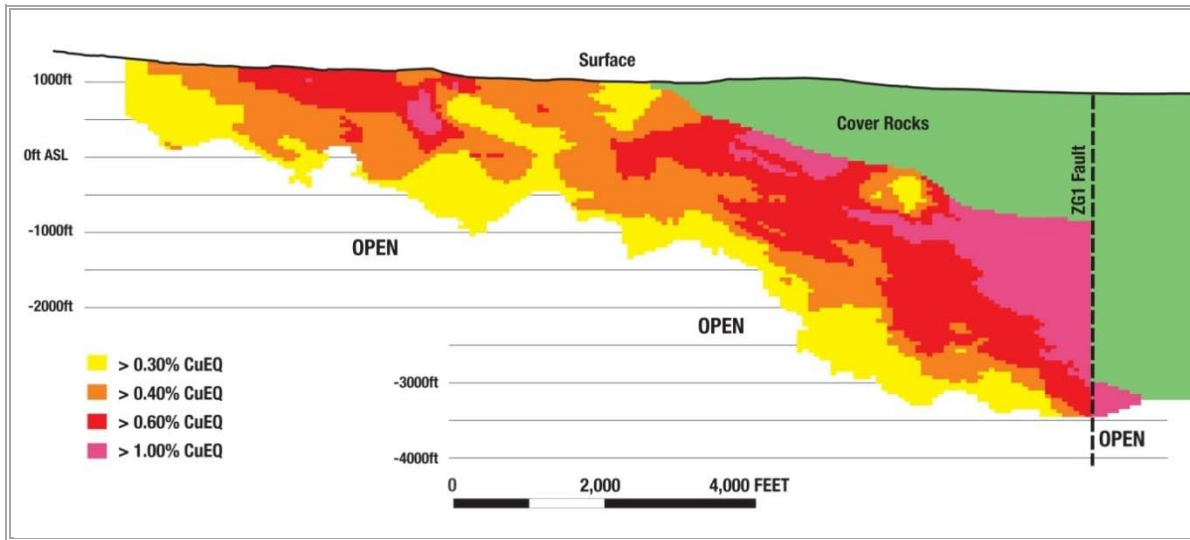 Surface
1000ft
Cover Rocks
0ft ASL
ZG1 Fault
-1000ft
OPEN
-2000ft
OPEN
> 0.30% CuEQ
> 0.40% CuEQ
> 0.60% CuEQ
> 1.00% CuEQ
-3000ft
OPEN
-4000ft
0 2,000 4,000 FEET